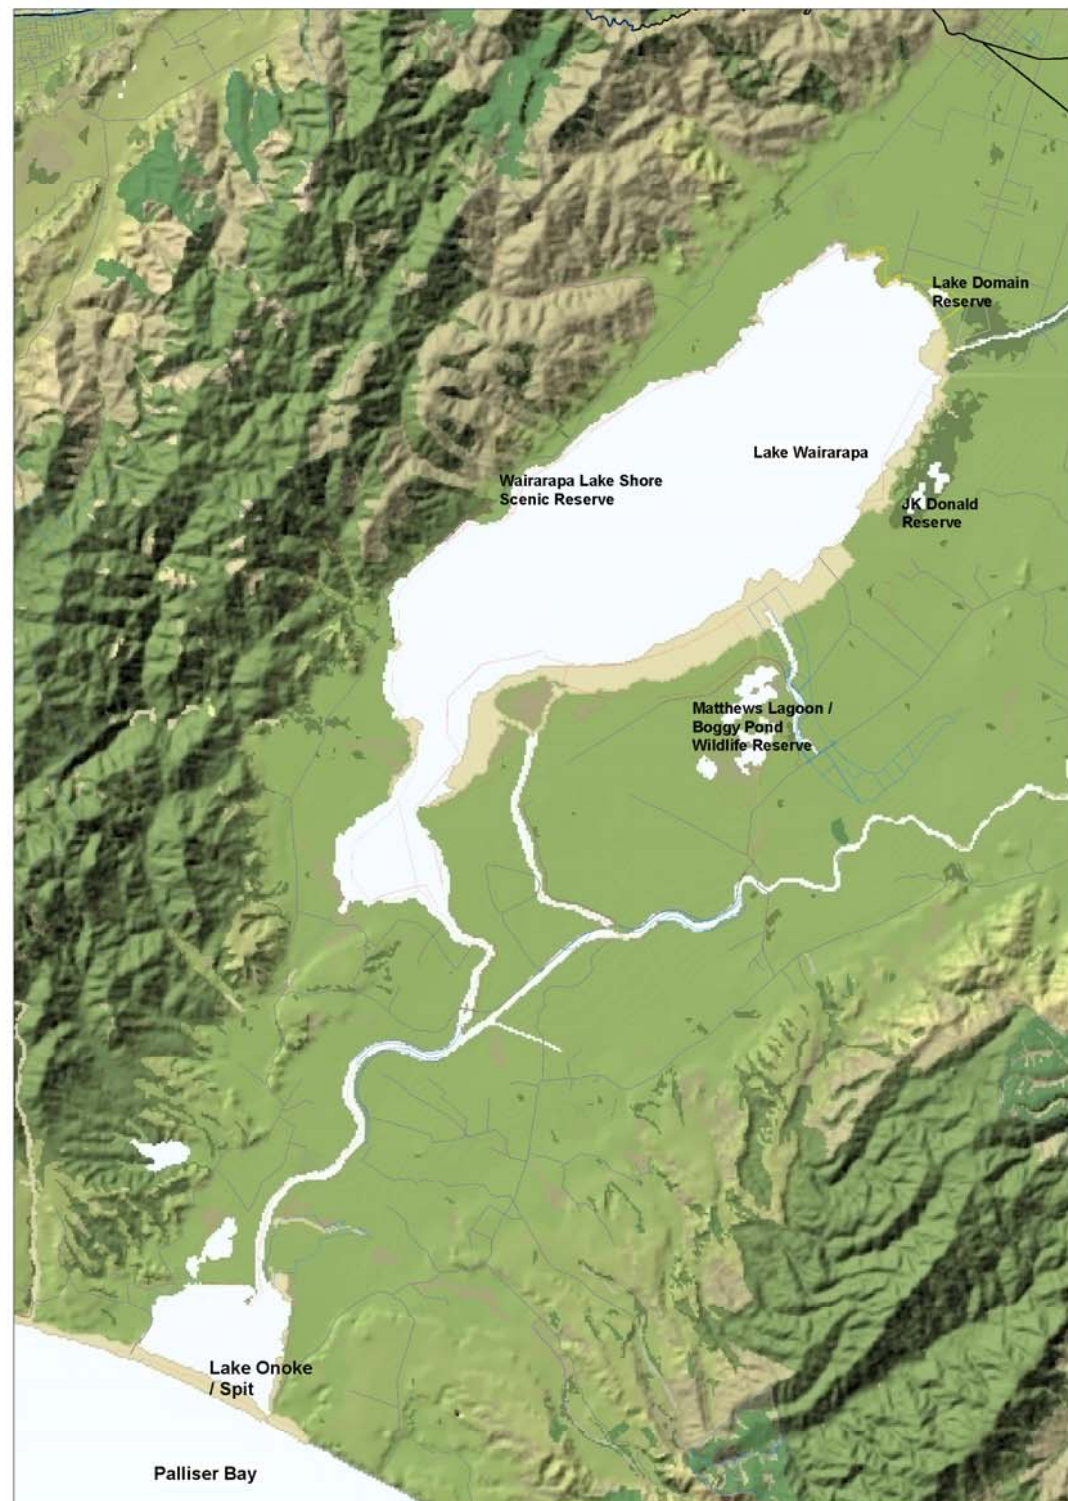 Lake Domain
Reserve
Lake Wairarapa
Wairarapa Lake Shore
Scenic Reserve
JK Donald
Reserve
Matthews Lagoon /
Boggy Pond
Wildlife Reserve
Lake Onoke
/ Spit
Palliser Bay